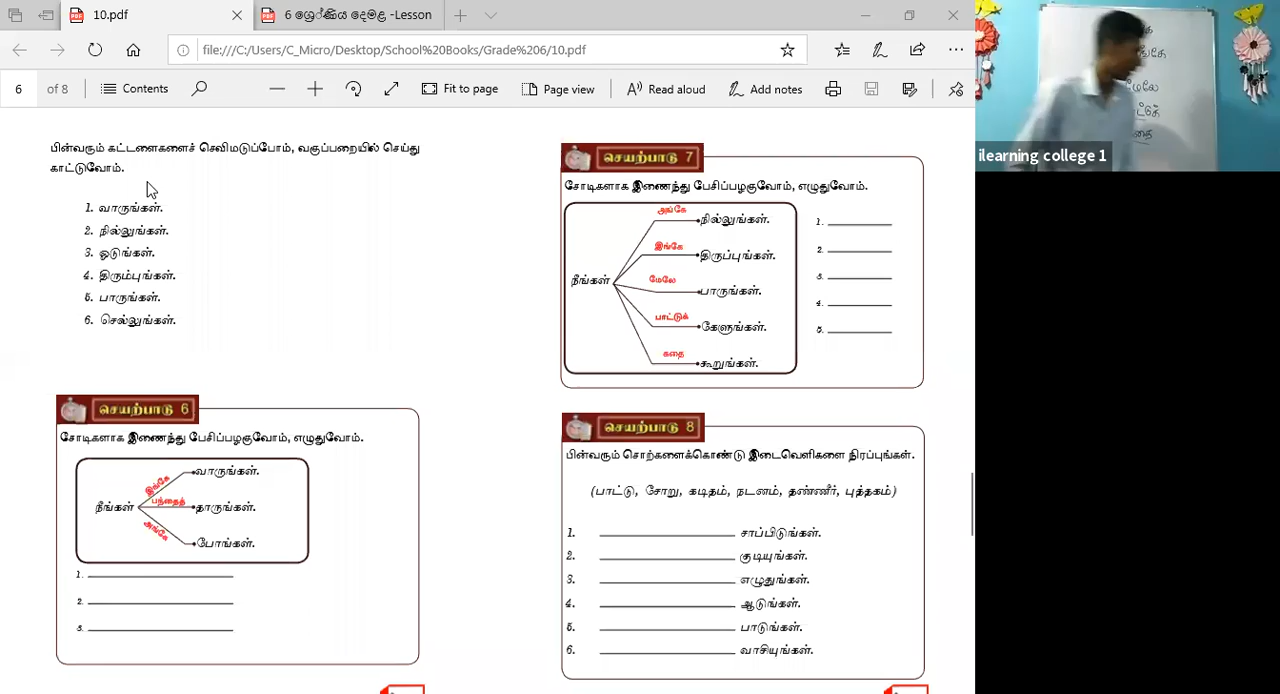 10.pdf
6 ශ්‍රේණිය දෙමළ -Lesson
file:///C:/Users/C_Micro/Desktop/School%20Books/Grade%206/10.pdf
6 of 8
Contents
Fit to page
Page view
Read aloud
Add notes
பின்வரும் கட்டளைகளைச் செவிமடுப்போம், வகுப்பறையில் செய்து
காட்டுவோம்.
1. வாருங்கள்.
2. நில்லுங்கள்.
3. ஓடுங்கள்.
4. திரும்புங்கள்.
5. பாருங்கள்.
6. செல்லுங்கள்.
செயற்பாடு 6
சோடிகளாக இணைந்து பேசிப்பழகுவோம், எழுதுவோம்.
நீங்கள்
இங்கே வாருங்கள்.
பந்தைத் தாருங்கள்.
அங்கே போங்கள்.
1.
2.
3.
செயற்பாடு 7
சோடிகளாக இணைந்து பேசிப்பழகுவோம், எழுதுவோம்.
நீங்கள்
அங்கே நில்லுங்கள்.
இங்கே திருப்புங்கள்.
மேலே பாருங்கள்.
பாட்டுக் கேளுங்கள்.
கதை கூறுங்கள்.
1.
2.
3.
4.
5.
செயற்பாடு 8
பின்வரும் சொற்களைக்கொண்டு இடைவெளிகளை நிரப்புங்கள்.
(பாட்டு, சோறு, கடிதம், நடனம், தண்ணீர், புத்தகம்)
1. சாப்பிடுங்கள்.
2. குடியுங்கள்.
3. எழுதுங்கள்.
4. ஆடுங்கள்.
5. பாடுங்கள்.
6. வாசியுங்கள்.
ilearning college 1